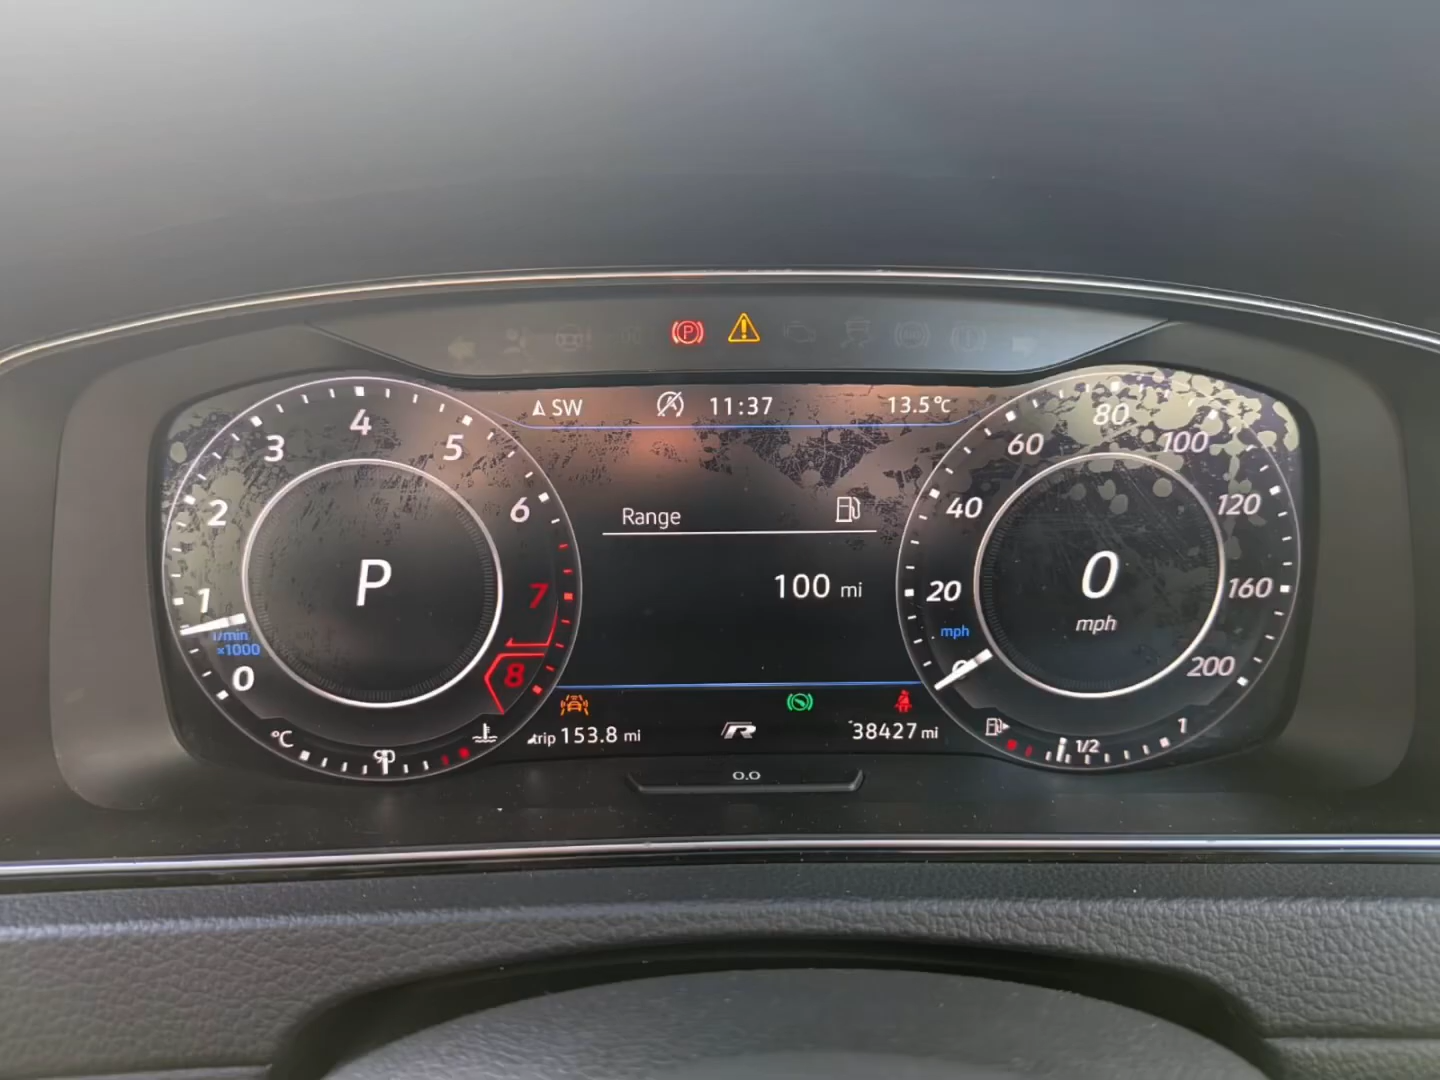 SW
11:37
13.5°C
P
Range
100 mi
0
1
2
3
4
5
6
7
8
1/min
×1000
P
0
mph
20
40
60
80
100
120
160
200
mph
°C
90
trip 153.8 mi
R
38427 mi
1/2
1
0.0